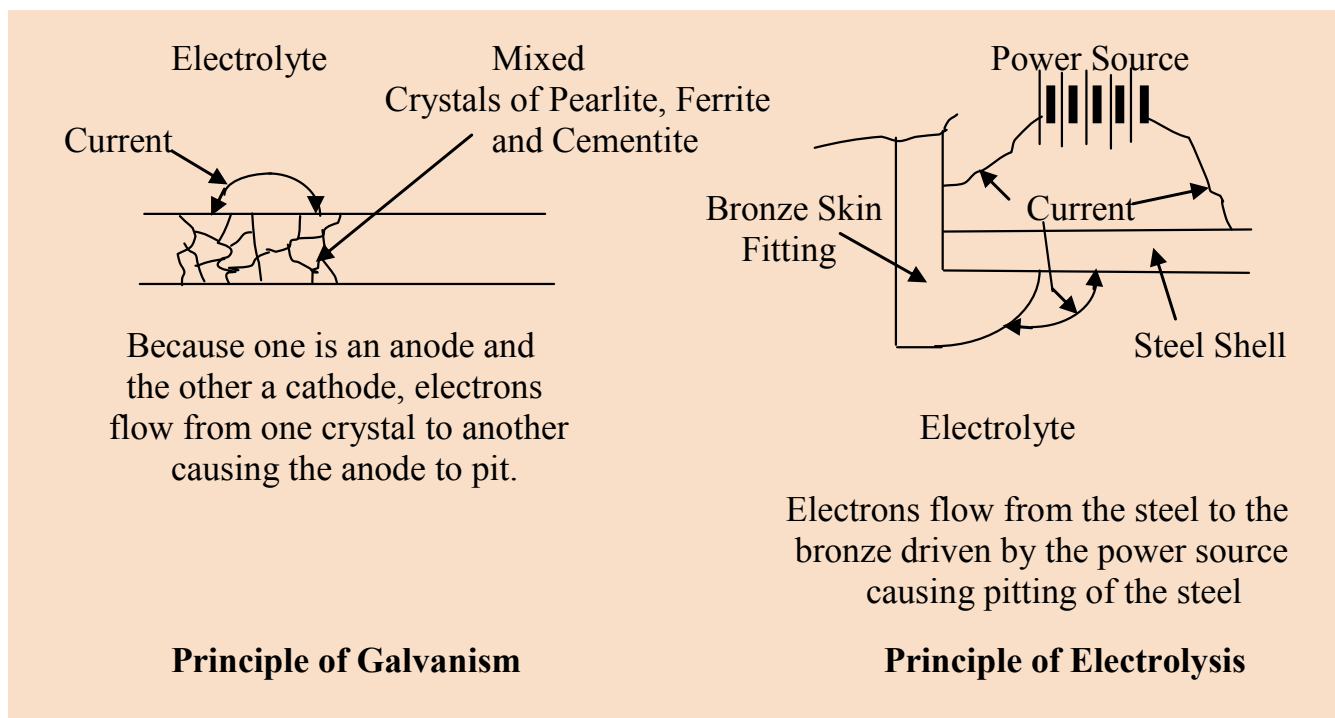 Electrolyte
Mixed
Crystals of Pearlite, Ferrite
and Cementite
Current
Because one is an anode and
the other a cathode, electrons
flow from one crystal to another
causing the anode to pit.
Principle of Galvanism
Power Source
Bronze Skin
Fitting
Current
Steel Shell
Electrolyte
Electrons flow from the steel to the
bronze driven by the power source
causing pitting of the steel
Principle of Electrolysis